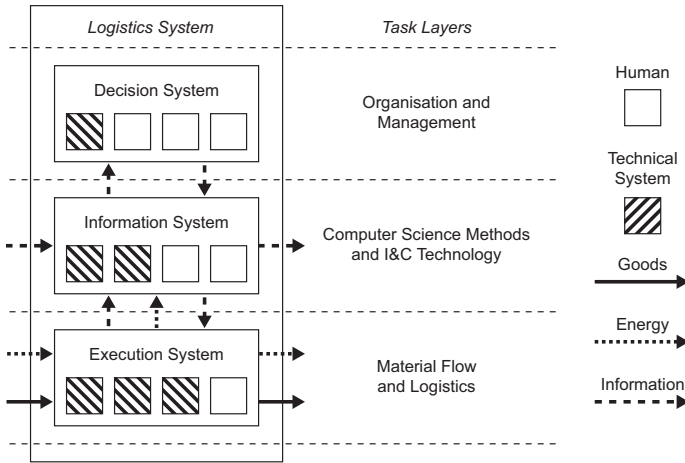 Logistics System
Task Layers
Decision System
Organisation and
Management
Information System
Computer Science Methods
and I&C Technology
Execution System
Material Flow
and Logistics
Human
Technical
System
Goods
Energy
Information